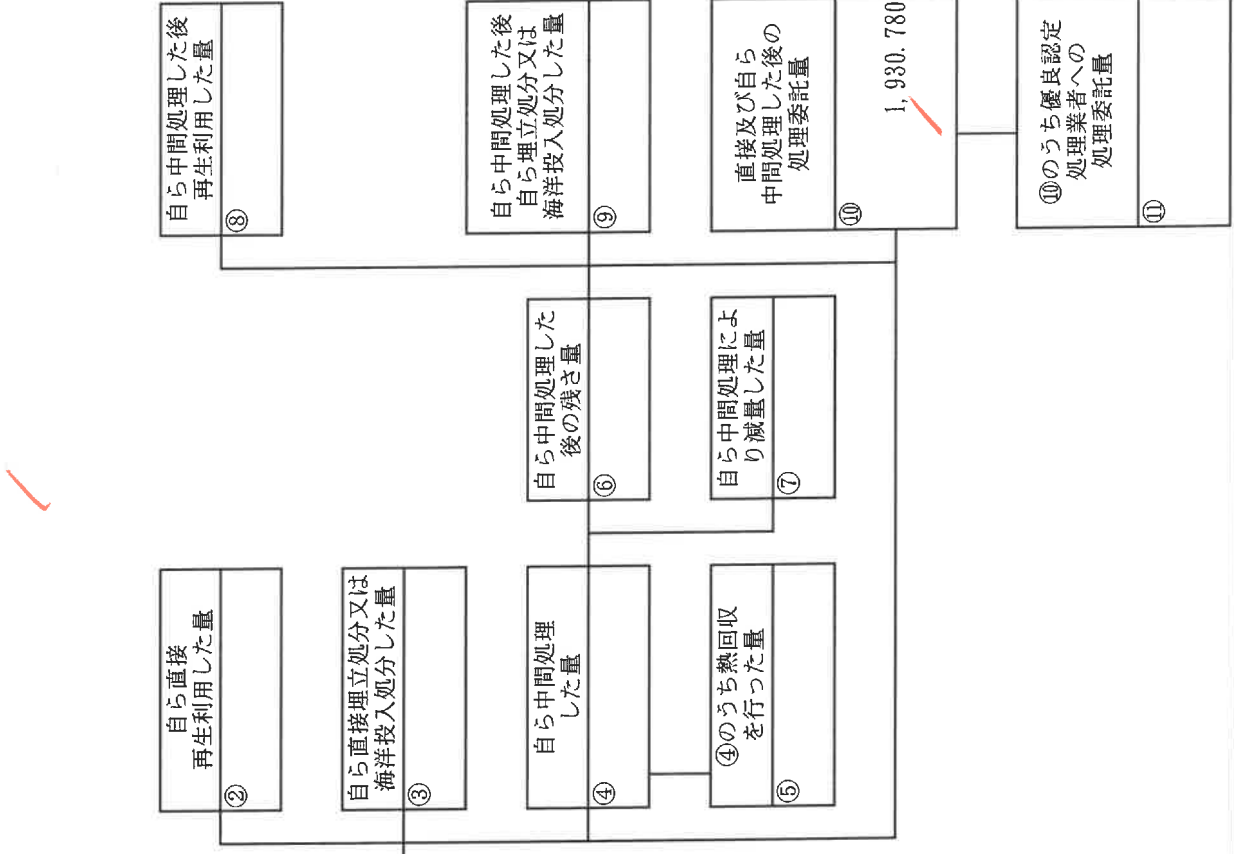 自ら直接
再生利用した量
②
自ら直接埋立処分又は
海洋投入処分した量
③
自ら中間処理
した量
④
④のうち熱回収
を行った量
⑤
自ら中間処理した
後の残さ量
⑥
自ら中間処理によ
り減量した量
⑦
自ら中間処理した後
再生利用した量
⑧
自ら中間処理した後
自ら埋立処分又は
海洋投入処分した量
⑨
直接及び自ら
中間処理した後の
処理委託量
⑩
1,930.780
⑩のうち優良認定
処理業者への
処理委託量
⑪